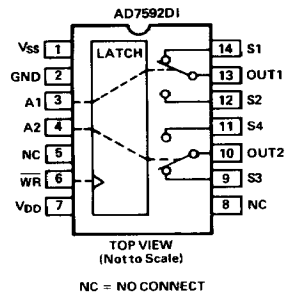 AD7592DI
VSS 1 LATCH 14 S1
GND 2 13 OUT1
A1 3 12 S2
A2 4 11 S4
NC 5 10 OUT2
W̅R̅ 6 9 S3
VDD 7 8 NC
TOP VIEW
(Not to Scale)
NC = NO CONNECT